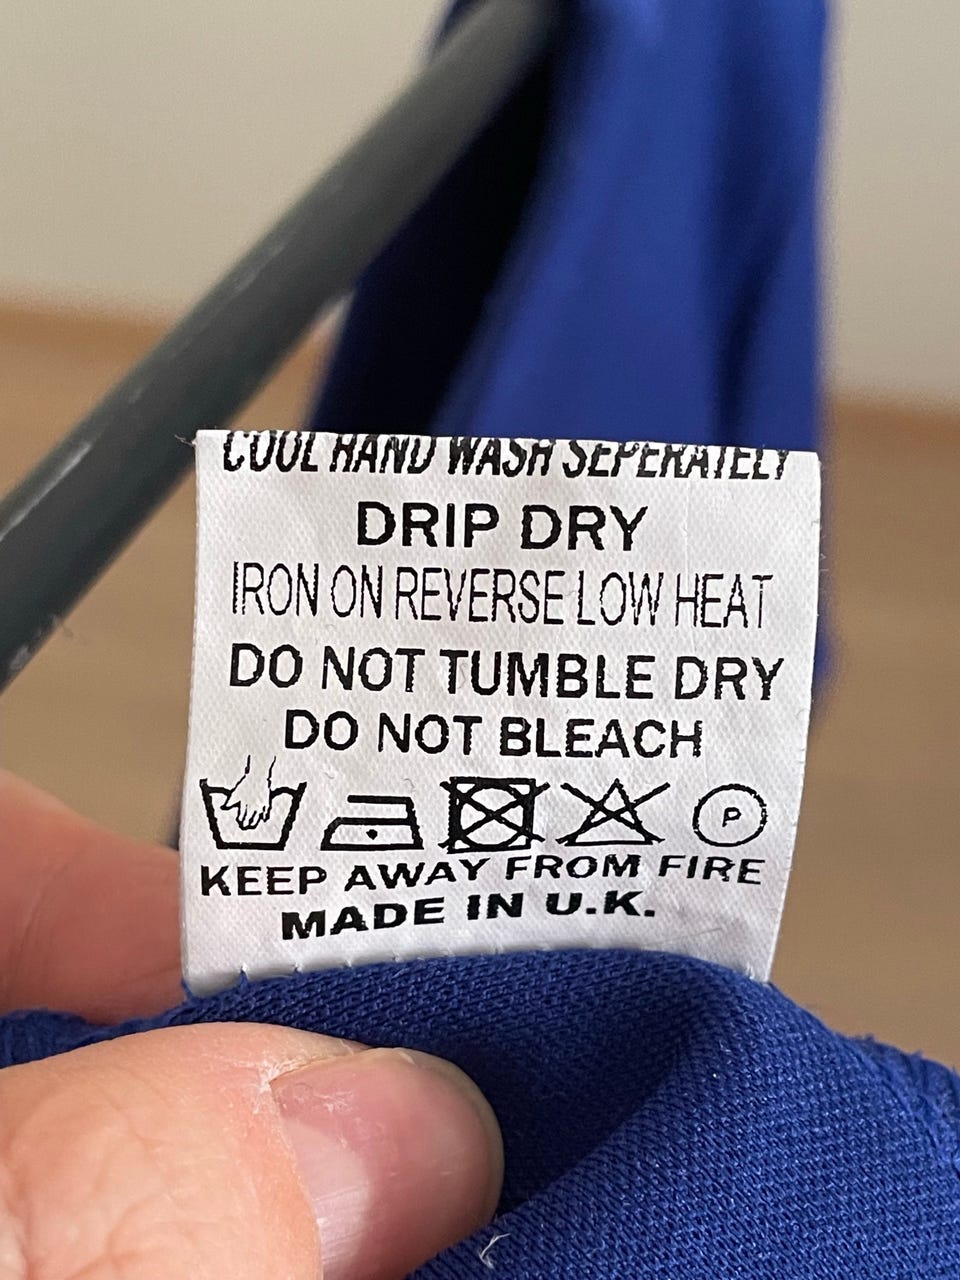 COOL HAND WASH SEPERATELY
DRIP DRY
IRON ON REVERSE LOW HEAT
DO NOT TUMBLE DRY
DO NOT BLEACH
P
KEEP AWAY FROM FIRE
MADE IN U.K.